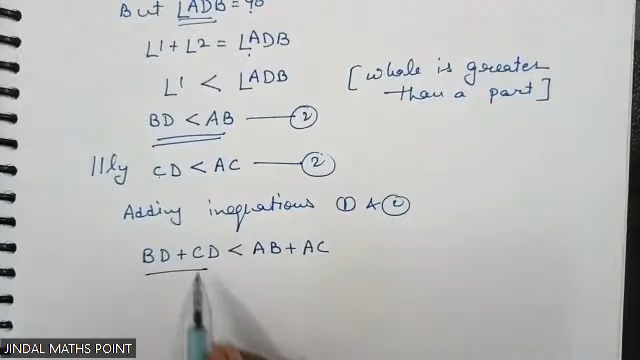 But ∠ADB = 90
∠1 + ∠2 = ∠ADB
∠1 < ∠ADB
[Whole is greater
than a part]
BD < AB —— ②
|||ly CD < AC —— ②
Adding inequations ① & ②
BD + CD < AB + AC
JINDAL MATHS POINT